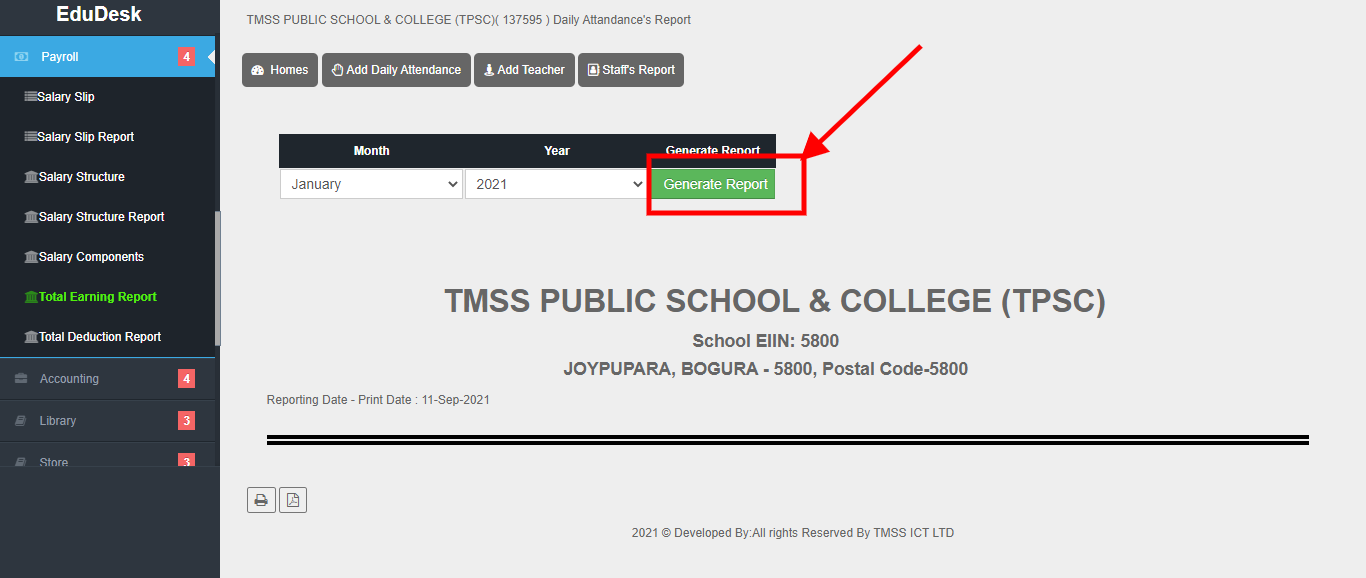 EduDesk
Payroll 4
Salary Slip
Salary Slip Report
Salary Structure
Salary Structure Report
Salary Components
Total Earning Report
Total Deduction Report
Accounting 4
Library 3
Store 3
TMSS PUBLIC SCHOOL & COLLEGE (TPSC)( 137595 ) Daily Attandance's Report
Homes Add Daily Attendance Add Teacher Staff's Report
Month Year Generate Report
January 2021 Generate Report
TMSS PUBLIC SCHOOL & COLLEGE (TPSC)
School EIIN: 5800
JOYPUPARA, BOGURA - 5800, Postal Code-5800
Reporting Date - Print Date : 11-Sep-2021
2021 © Developed By:All rights Reserved By TMSS ICT LTD